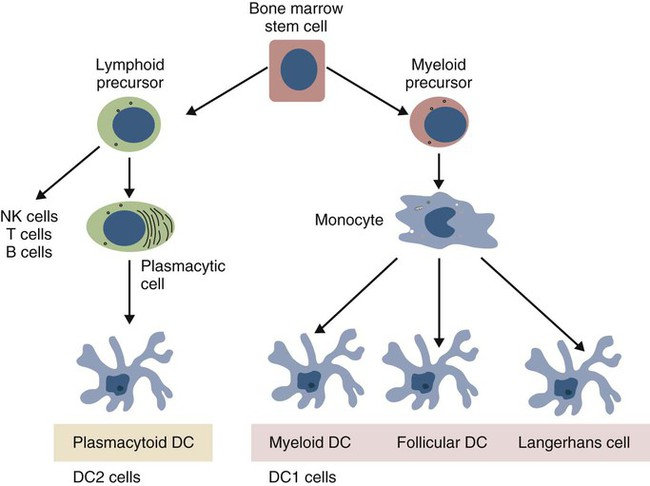 Bone marrow
stem cell
Lymphoid
precursor
Myeloid
precursor
NK cells
T cells
B cells
Monocyte
Plasmacytic
cell
Plasmacytoid DC
Myeloid DC
Follicular DC
Langerhans cell
DC2 cells
DC1 cells